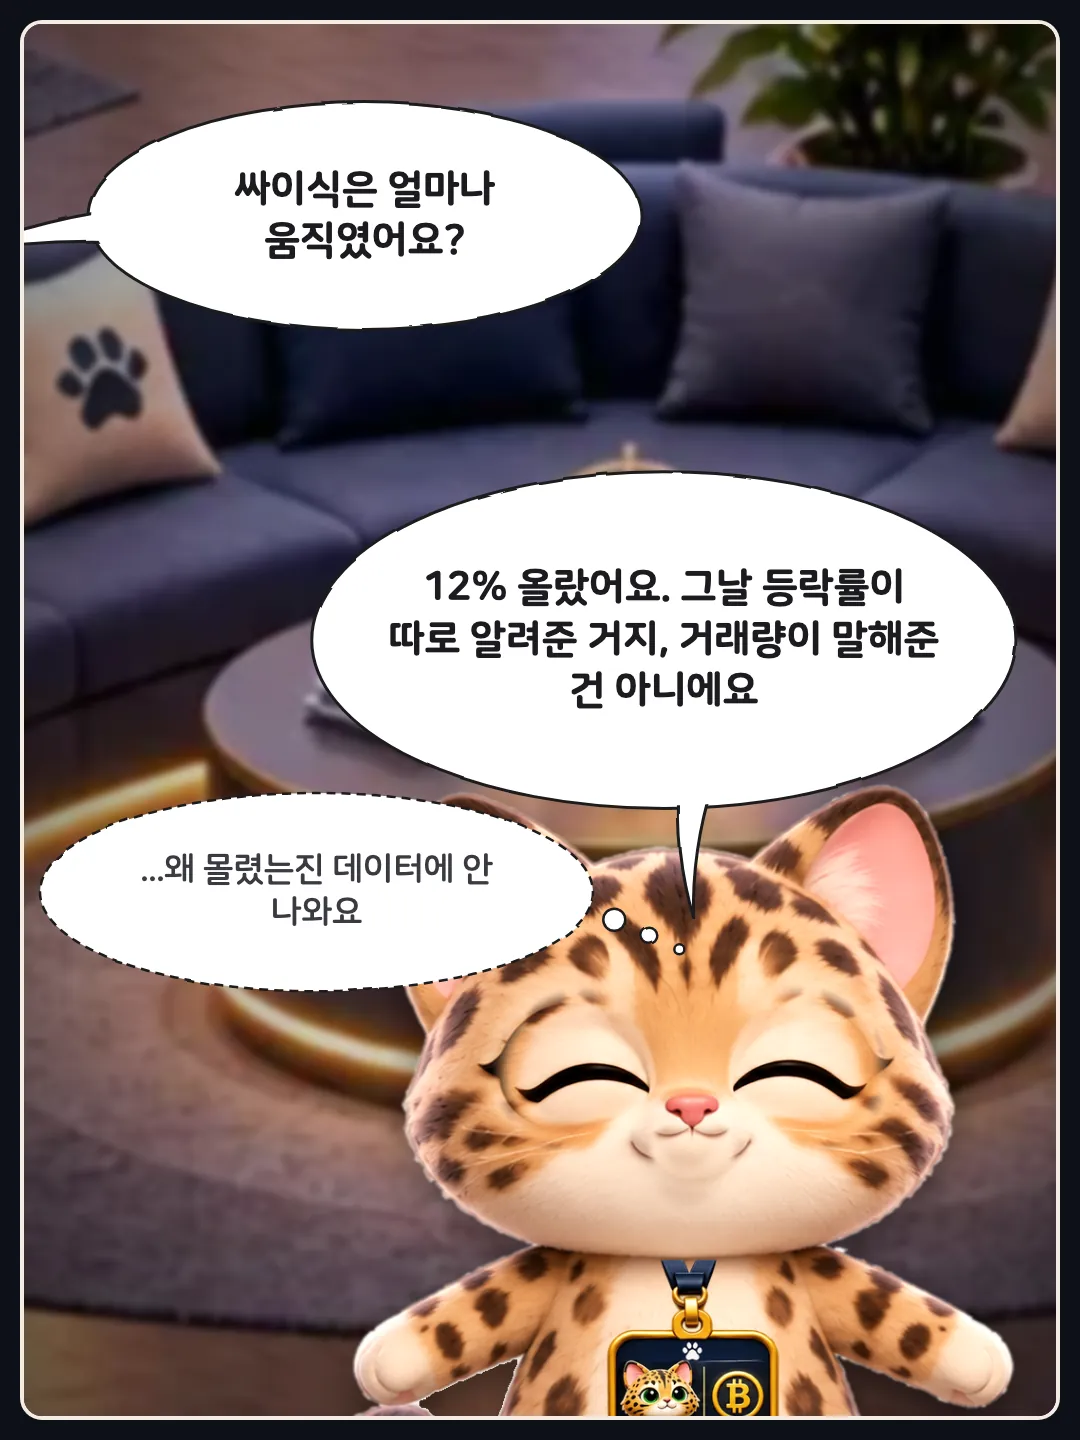 싸이식은 얼마나
움직였어요?
12% 올랐어요. 그날 등락률이
따로 알려준 거지, 거래량이 말해준
건 아니에요
...왜 몰렸는진 데이터에 안
나와요